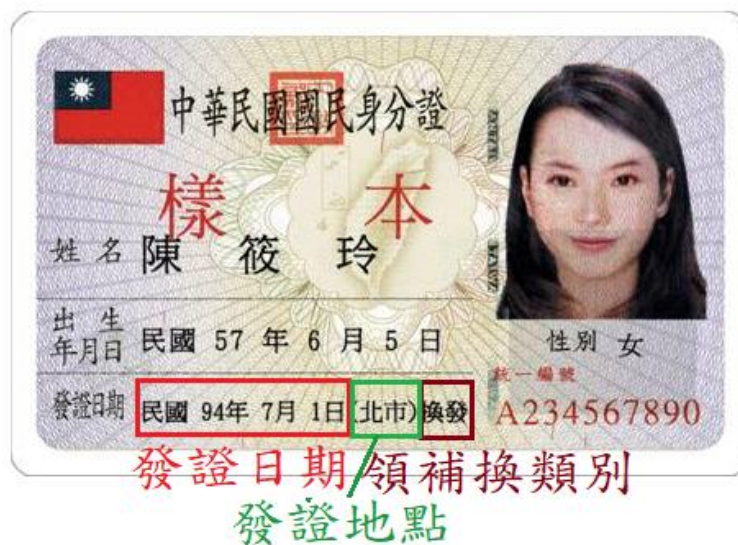 中華民國國民身分證
樣本
姓名 陳筱玲
出生年月日 民國 57 年 6 月 5 日
性別 女
統一編號
發證日期 民國 94年 7月 1日(北市)換發
A234567890
發證日期 領補換類別
發證地點